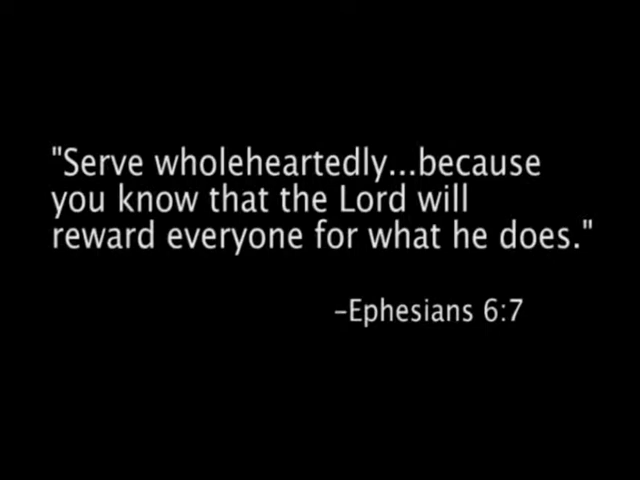 "Serve wholeheartedly...because
you know that the Lord will
reward everyone for what he does."
–Ephesians 6:7